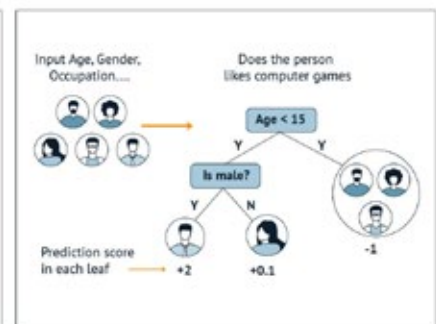 Input Age, Gender,
Occupation....
Does the person
likes computer games
Age < 15
Y
Y
Is male?
Y
N
Prediction score
in each leaf
+2
+0.1
-1